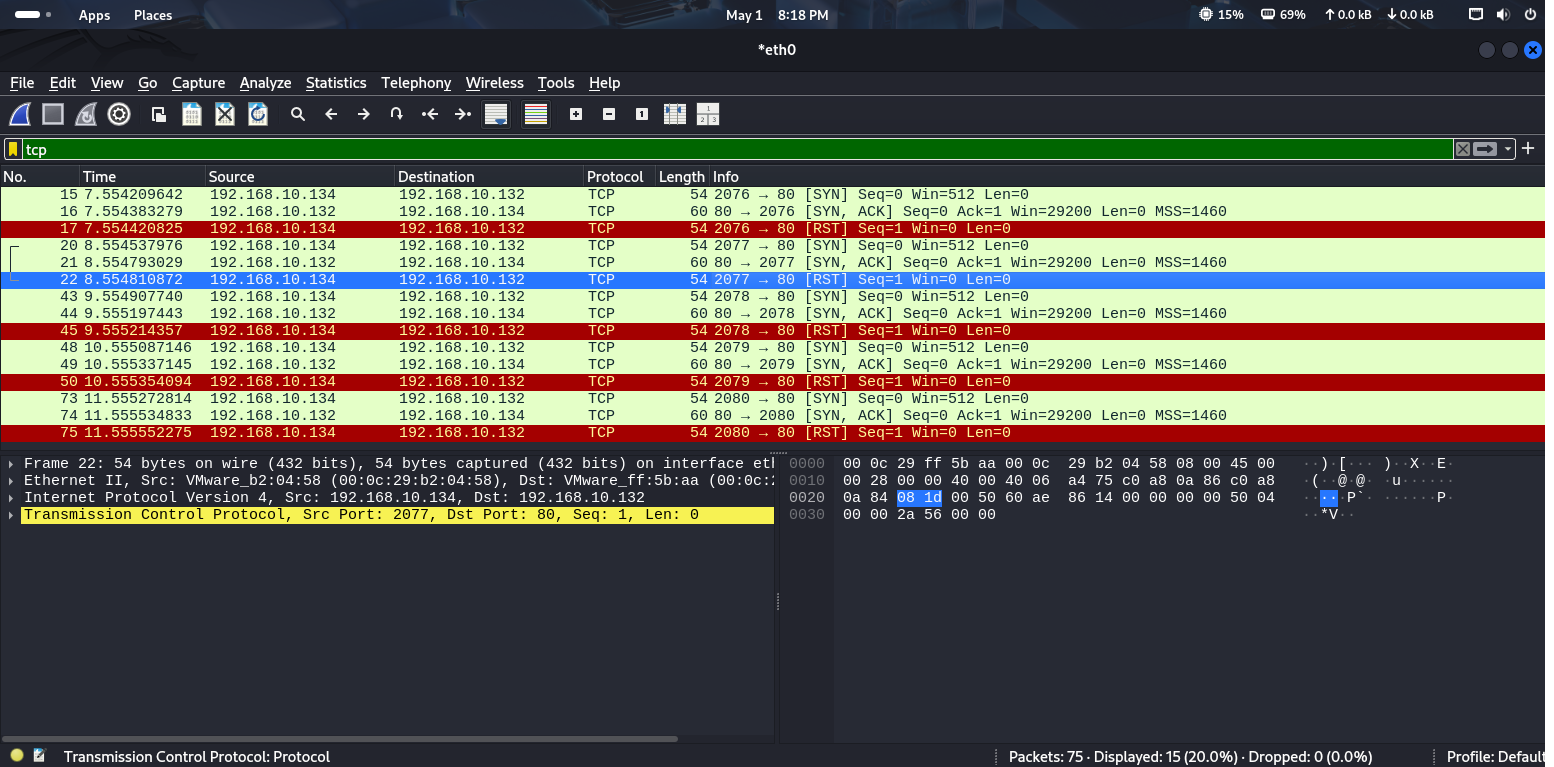 Apps Places May 1 8:18 PM 15% 69% 0.0 kB 0.0 kB
*eth0
File Edit View Go Capture Analyze Statistics Telephony Wireless Tools Help
tcp
No. Time Source Destination Protocol Length Info
15 7.554209642 192.168.10.134 192.168.10.132 TCP 54 2076 → 80 [SYN] Seq=0 Win=512 Len=0
16 7.554383279 192.168.10.132 192.168.10.134 TCP 60 80 → 2076 [SYN, ACK] Seq=0 Ack=1 Win=29200 Len=0 MSS=1460
17 7.554420825 192.168.10.134 192.168.10.132 TCP 54 2076 → 80 [RST] Seq=1 Win=0 Len=0
20 8.554537976 192.168.10.134 192.168.10.132 TCP 54 2077 → 80 [SYN] Seq=0 Win=512 Len=0
21 8.554793029 192.168.10.132 192.168.10.134 TCP 60 80 → 2077 [SYN, ACK] Seq=0 Ack=1 Win=29200 Len=0 MSS=1460
22 8.554810872 192.168.10.134 192.168.10.132 TCP 54 2077 → 80 [RST] Seq=1 Win=0 Len=0
43 9.554907740 192.168.10.134 192.168.10.132 TCP 54 2078 → 80 [SYN] Seq=0 Win=512 Len=0
44 9.555197443 192.168.10.132 192.168.10.134 TCP 60 80 → 2078 [SYN, ACK] Seq=0 Ack=1 Win=29200 Len=0 MSS=1460
45 9.555214357 192.168.10.134 192.168.10.132 TCP 54 2078 → 80 [RST] Seq=1 Win=0 Len=0
48 10.555087146 192.168.10.134 192.168.10.132 TCP 54 2079 → 80 [SYN] Seq=0 Win=512 Len=0
49 10.555337145 192.168.10.132 192.168.10.134 TCP 60 80 → 2079 [SYN, ACK] Seq=0 Ack=1 Win=29200 Len=0 MSS=1460
50 10.555354094 192.168.10.134 192.168.10.132 TCP 54 2079 → 80 [RST] Seq=1 Win=0 Len=0
73 11.555272814 192.168.10.134 192.168.10.132 TCP 54 2080 → 80 [SYN] Seq=0 Win=512 Len=0
74 11.555534833 192.168.10.132 192.168.10.134 TCP 60 80 → 2080 [SYN, ACK] Seq=0 Ack=1 Win=29200 Len=0 MSS=1460
75 11.555552275 192.168.10.134 192.168.10.132 TCP 54 2080 → 80 [RST] Seq=1 Win=0 Len=0
Frame 22: 54 bytes on wire (432 bits), 54 bytes captured (432 bits) on interface eth
Ethernet II, Src: VMware_b2:04:58 (00:0c:29:b2:04:58), Dst: VMware_ff:5b:aa (00:0c:2
Internet Protocol Version 4, Src: 192.168.10.134, Dst: 192.168.10.132
Transmission Control Protocol, Src Port: 2077, Dst Port: 80, Seq: 1, Len: 0
0000 00 0c 29 ff 5b aa 00 0c 29 b2 04 58 08 00 45 00 ··)·[··· )··X··E·
0010 00 28 00 00 40 00 40 06 a4 75 c0 a8 0a 86 c0 a8 ·(··@·@· ·u······
0020 0a 84 08 1d 00 50 60 ae 86 14 00 00 00 00 50 04 ·····P`· ······P·
0030 00 00 2a 56 00 00 ··*V··
Transmission Control Protocol: Protocol Packets: 75 · Displayed: 15 (20.0%) · Dropped: 0 (0.0%) Profile: Default